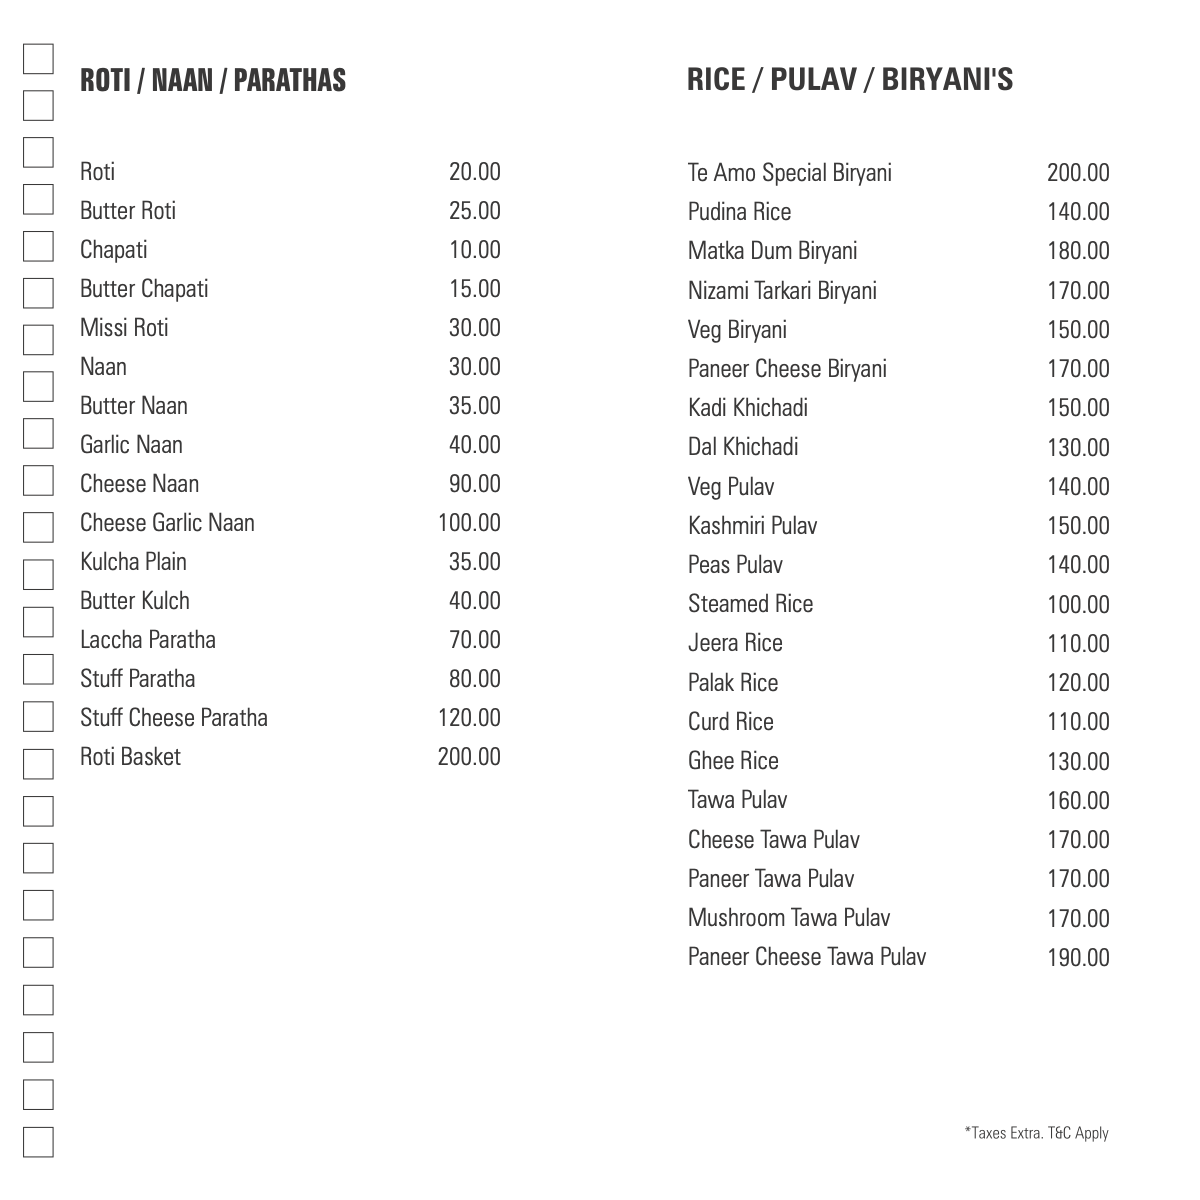 ROTI / NAAN / PARATHAS
Roti 20.00
Butter Roti 25.00
Chapati 10.00
Butter Chapati 15.00
Missi Roti 30.00
Naan 30.00
Butter Naan 35.00
Garlic Naan 40.00
Cheese Naan 90.00
Cheese Garlic Naan 100.00
Kulcha Plain 35.00
Butter Kulch 40.00
Laccha Paratha 70.00
Stuff Paratha 80.00
Stuff Cheese Paratha 120.00
Roti Basket 200.00
RICE / PULAV / BIRYANI'S
Te Amo Special Biryani 200.00
Pudina Rice 140.00
Matka Dum Biryani 180.00
Nizami Tarkari Biryani 170.00
Veg Biryani 150.00
Paneer Cheese Biryani 170.00
Kadi Khichadi 150.00
Dal Khichadi 130.00
Veg Pulav 140.00
Kashmiri Pulav 150.00
Peas Pulav 140.00
Steamed Rice 100.00
Jeera Rice 110.00
Palak Rice 120.00
Curd Rice 110.00
Ghee Rice 130.00
Tawa Pulav 160.00
Cheese Tawa Pulav 170.00
Paneer Tawa Pulav 170.00
Mushroom Tawa Pulav 170.00
Paneer Cheese Tawa Pulav 190.00
*Taxes Extra. T&C Apply